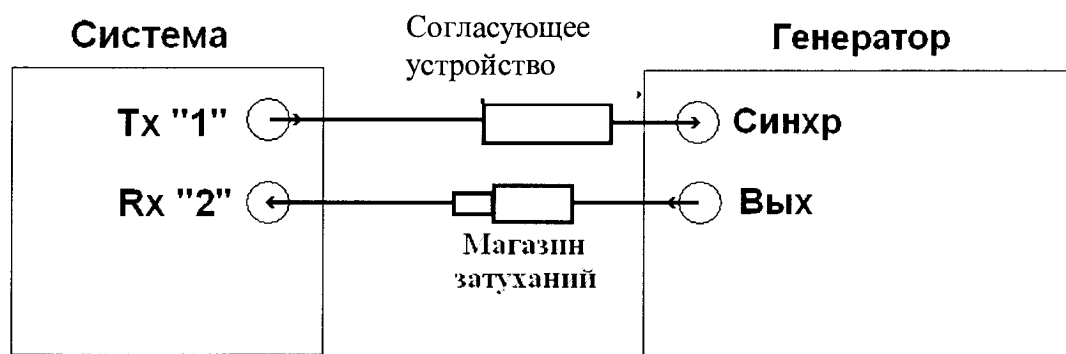 Система
Согласующее
устройство
Генератор
Tx "1"
Синхр
Rx "2"
Вых
Магазин
затуханий